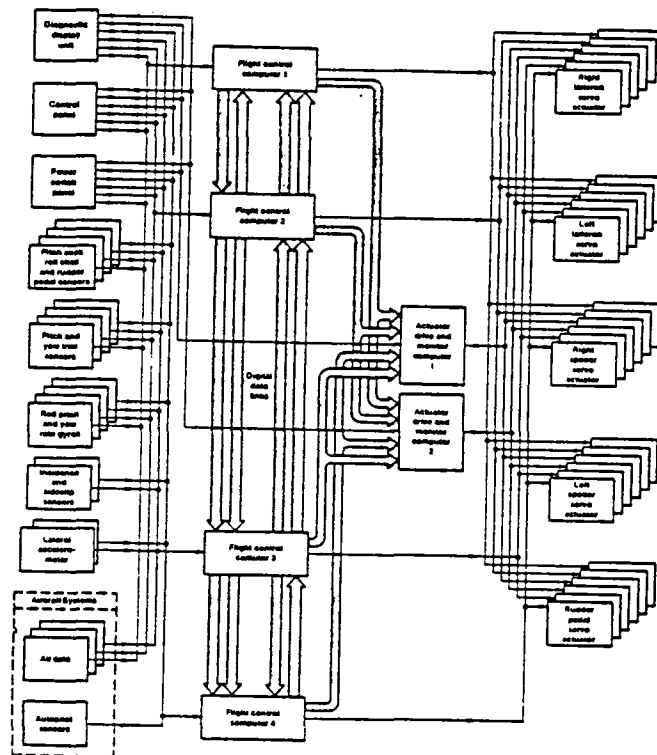 Diagnostic
display
unit
Control
panel
Power
switch
panel
Pitch stick
roll stick
and rudder
pedal sensors
Pitch and
yaw trim
sensors
Roll pitch
and yaw
rate gyros
Incidence and
sideslip
sensors
Lateral
accelero-
meter
Aircraft Systems
Air data
Autopilot
sensors
Flight control
computer 1
Flight control
computer 2
Digital
data
lines
Flight control
computer 3
Flight control
computer 4
Actuator
drive and
monitor
computer
1
Actuator
drive and
monitor
computer
2
Right
taileron
servo
actuator
Left
taileron
servo
actuator
Right
spoiler
servo
actuator
Left
spoiler
servo
actuator
Rudder
servo
actuator